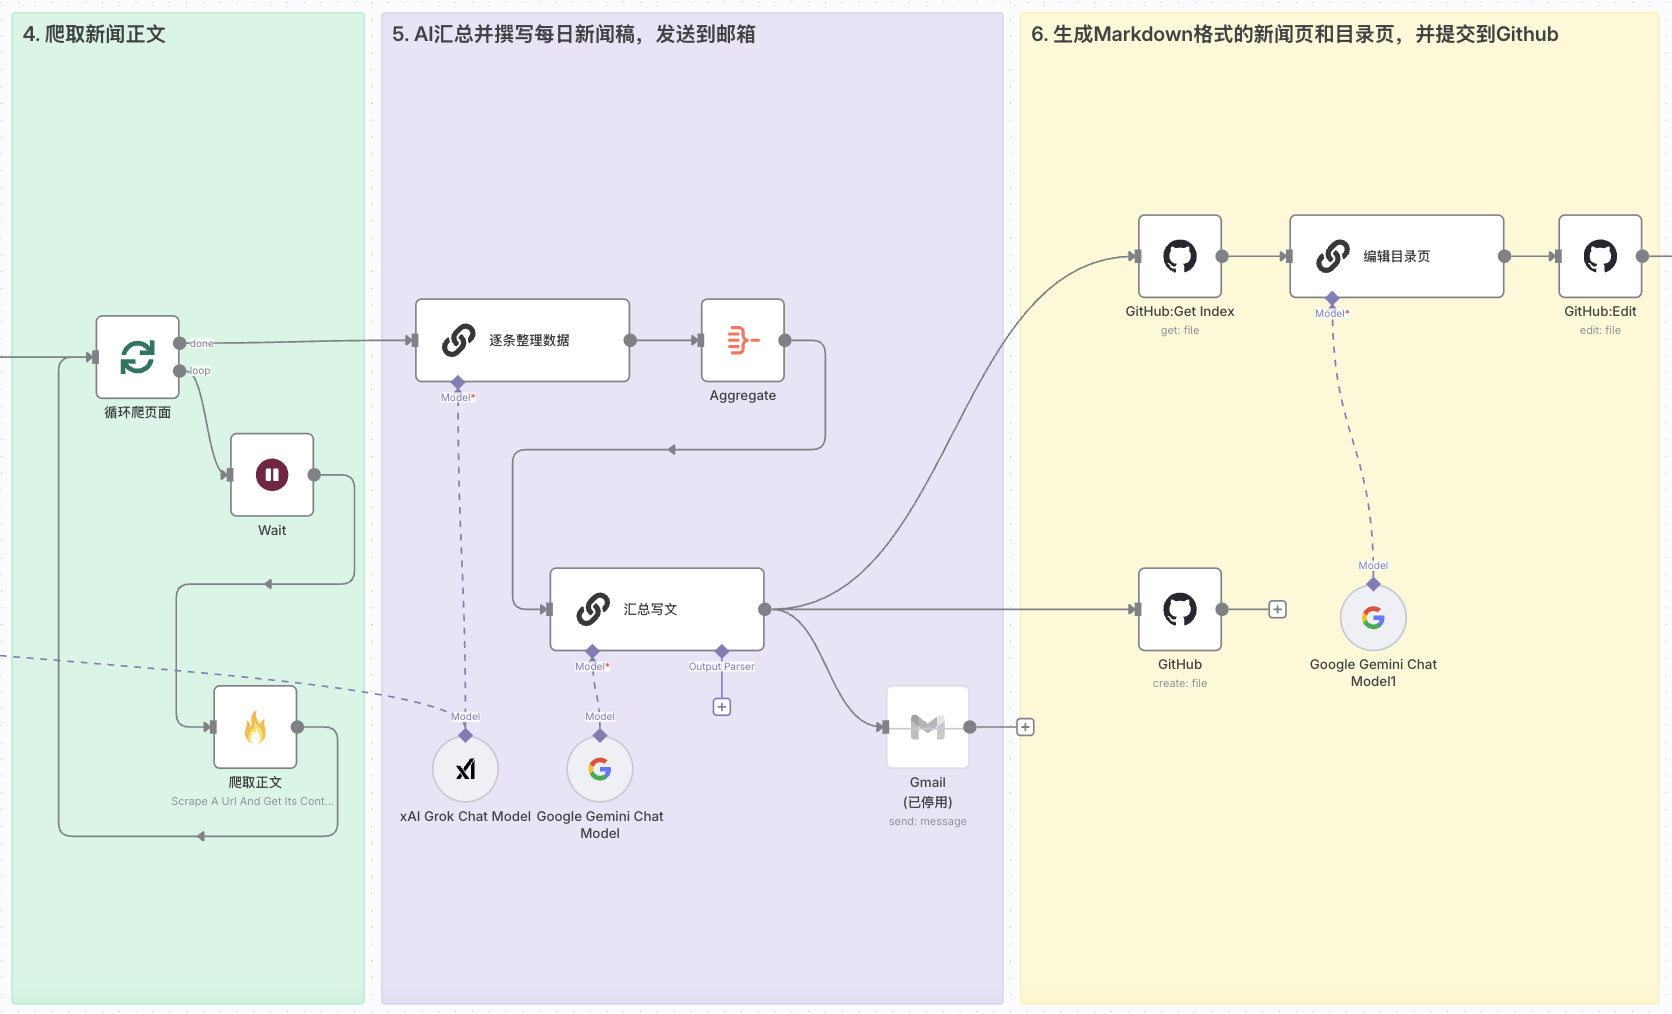 4. 爬取新闻正文
done
loop
循环爬页面
Wait
爬取正文
Scrape A Url And Get Its Cont...
5. AI汇总并撰写每日新闻稿，发送到邮箱
逐条整理数据
Model*
Aggregate
汇总写文
Model*
Output Parser
Model
Model
xAI Grok Chat Model
Google Gemini Chat
Model
Gmail
(已停用)
send: message
6. 生成Markdown格式的新闻页和目录页，并提交到Github
GitHub:Get Index
get: file
编辑目录页
Model*
GitHub:Edit
edit: file
GitHub
create: file
Model
Google Gemini Chat
Model1